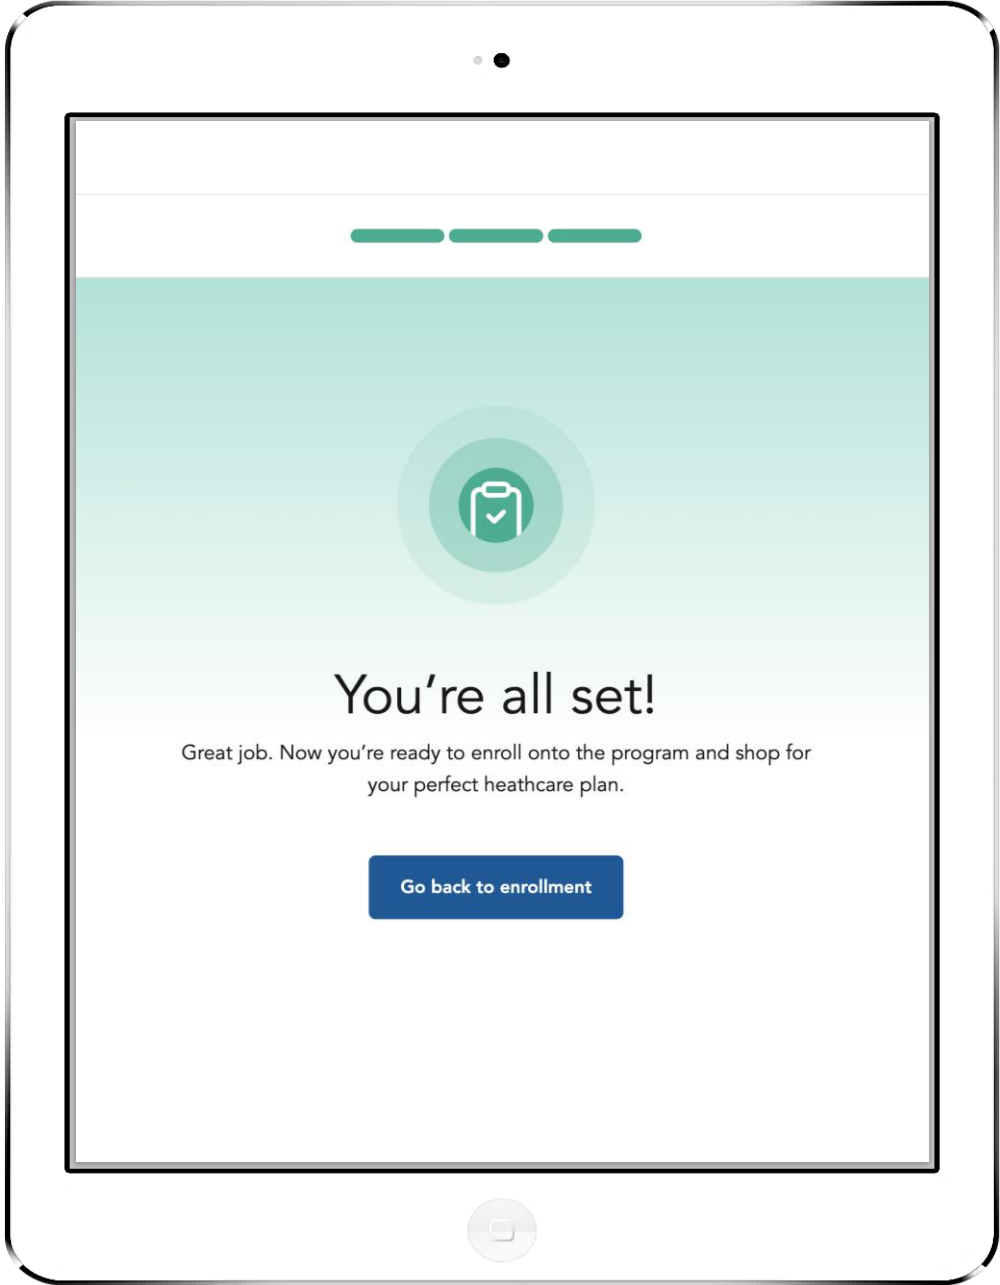 You’re all set!
Great job. Now you’re ready to enroll onto the program and shop for
your perfect heathcare plan.
Go back to enrollment